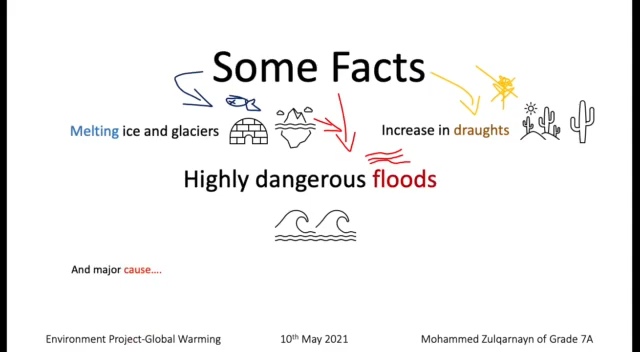 Some Facts
Melting ice and glaciers
Increase in draughts
Highly dangerous floods
And major cause....
Environment Project-Global Warming
10th May 2021
Mohammed Zulqarnayn of Grade 7A